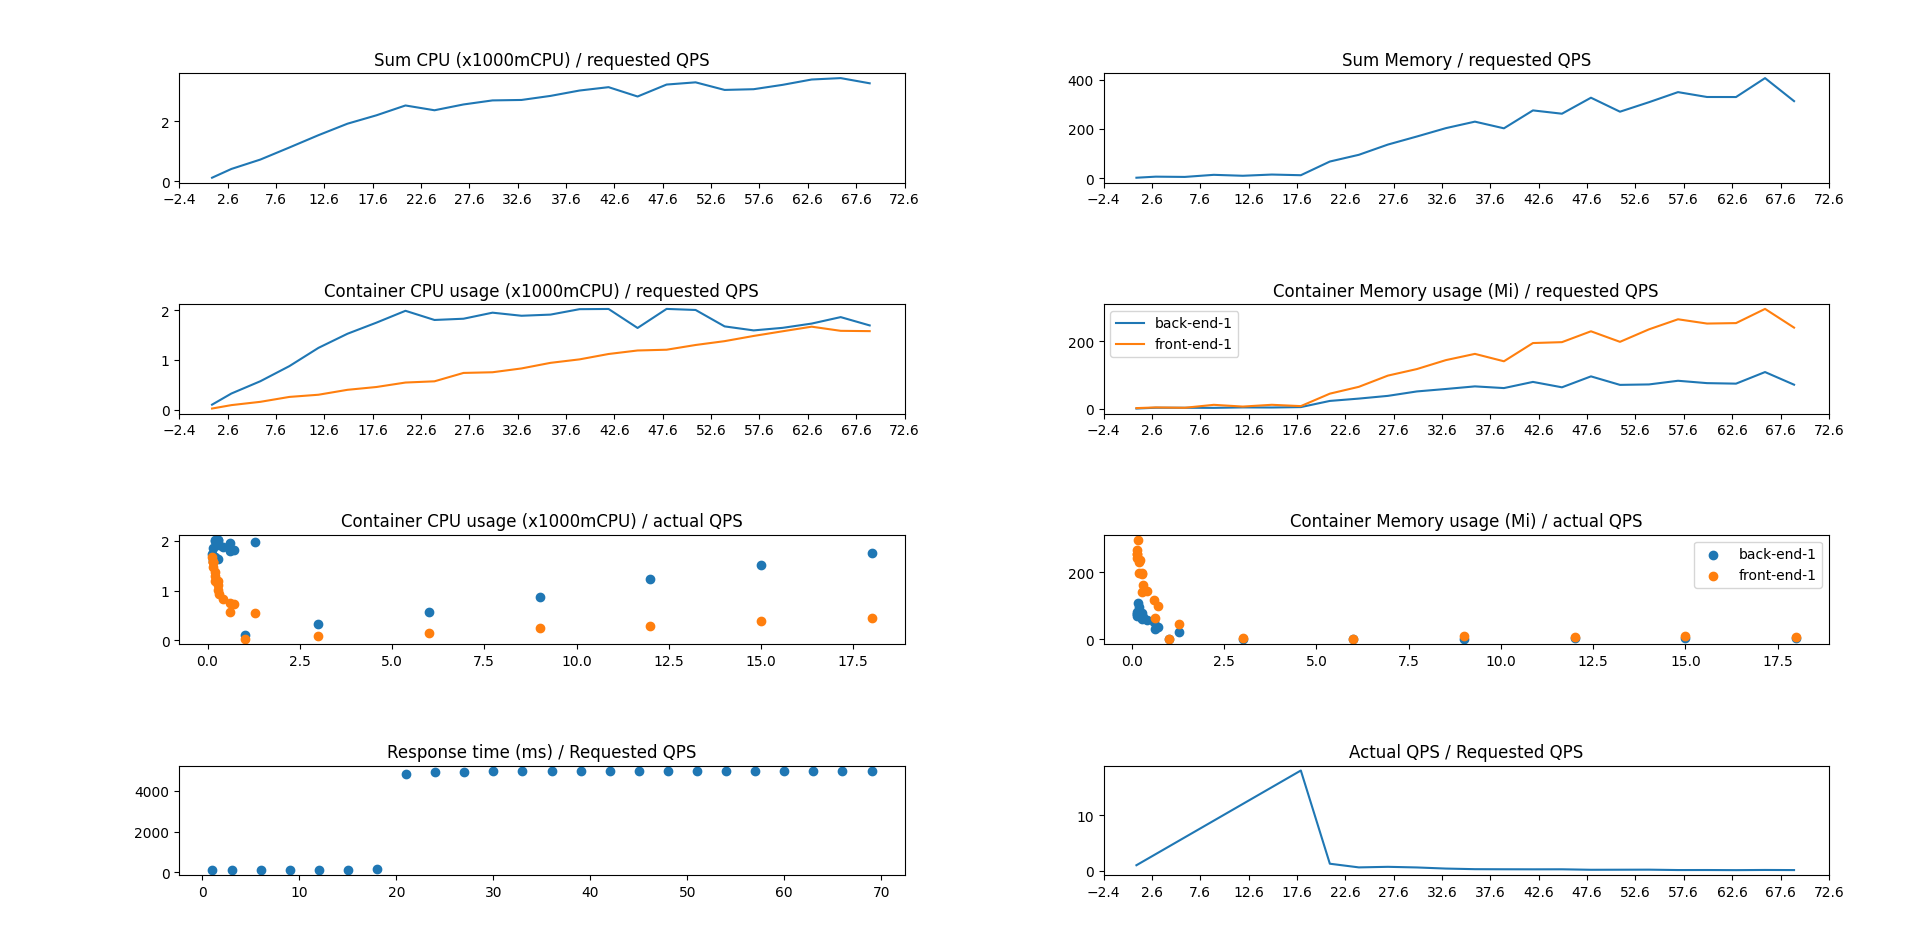 Sum CPU (x1000mCPU) / requested QPS
2
0
−2.4 2.6 7.6 12.6 17.6 22.6 27.6 32.6 37.6 42.6 47.6 52.6 57.6 62.6 67.6 72.6
Sum Memory / requested QPS
400
200
0
−2.4 2.6 7.6 12.6 17.6 22.6 27.6 32.6 37.6 42.6 47.6 52.6 57.6 62.6 67.6 72.6
Container CPU usage (x1000mCPU) / requested QPS
2
1
0
−2.4 2.6 7.6 12.6 17.6 22.6 27.6 32.6 37.6 42.6 47.6 52.6 57.6 62.6 67.6 72.6
Container Memory usage (Mi) / requested QPS
back-end-1
front-end-1
200
0
−2.4 2.6 7.6 12.6 17.6 22.6 27.6 32.6 37.6 42.6 47.6 52.6 57.6 62.6 67.6 72.6
Container CPU usage (x1000mCPU) / actual QPS
2
1
0
0.0 2.5 5.0 7.5 10.0 12.5 15.0 17.5
Container Memory usage (Mi) / actual QPS
back-end-1
front-end-1
200
0
0.0 2.5 5.0 7.5 10.0 12.5 15.0 17.5
Response time (ms) / Requested QPS
4000
2000
0
0 10 20 30 40 50 60 70
Actual QPS / Requested QPS
10
0
−2.4 2.6 7.6 12.6 17.6 22.6 27.6 32.6 37.6 42.6 47.6 52.6 57.6 62.6 67.6 72.6